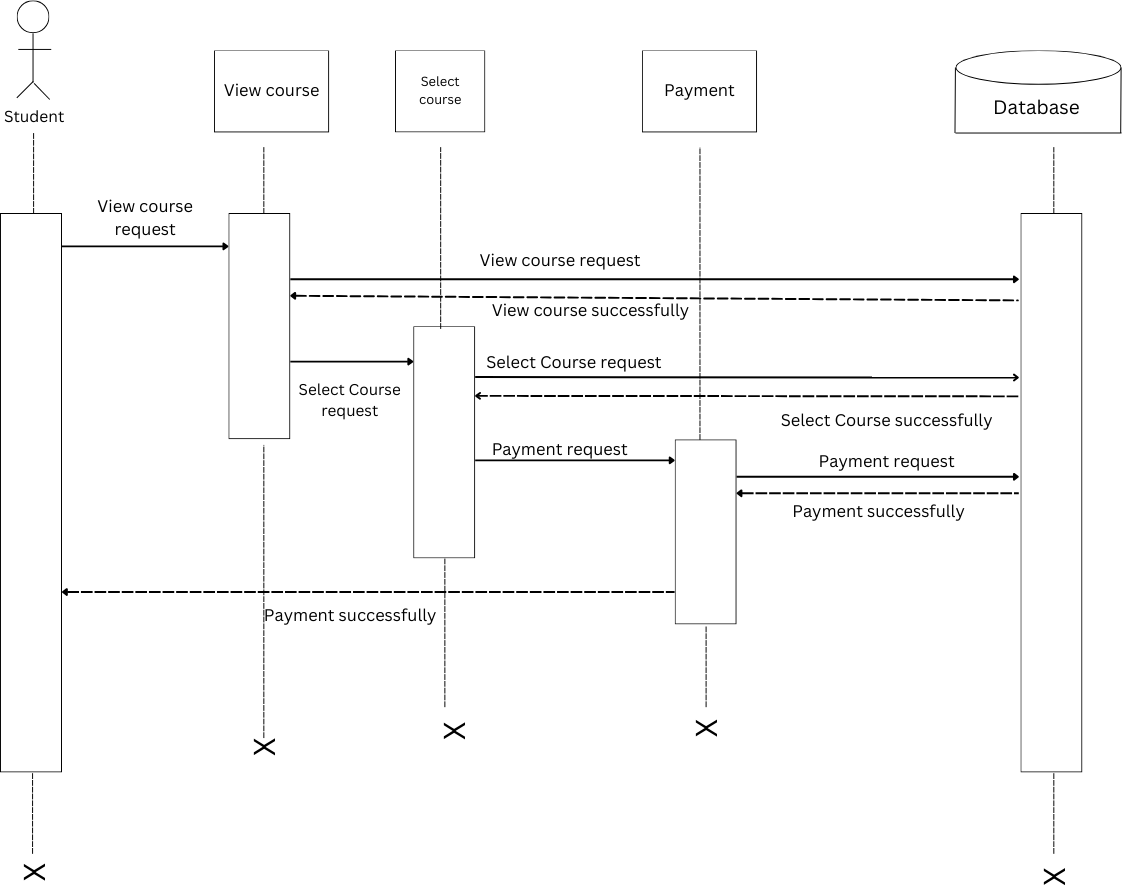 Student
View course
Select
course
Payment
Database
View course
request
View course request
View course successfully
Select Course
request
Select Course request
Select Course successfully
Payment request
Payment request
Payment successfully
Payment successfully
X
X
X
X
X